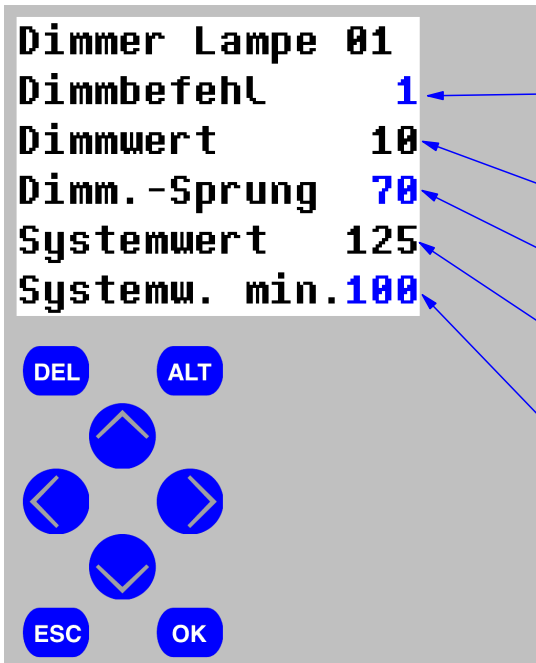 Dimmer Lampe 01
Dimmbefehl 1
Dimmwert 10
Dimm.-Sprung 70
Systemwert 125
Systemw. min.100
DEL ALT
ESC OK